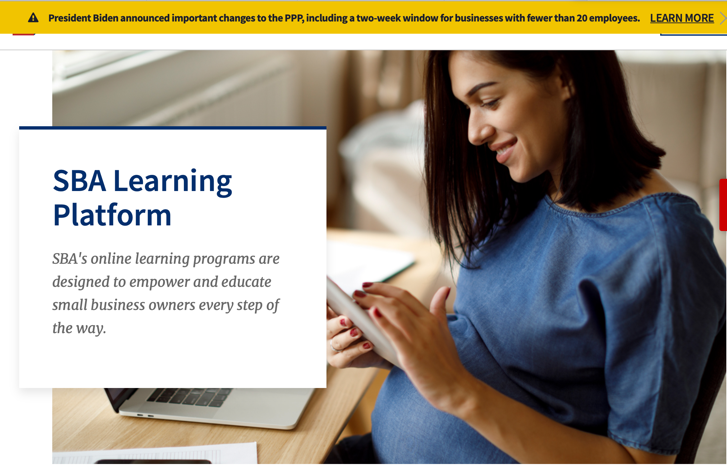 President Biden announced important changes to the PPP, including a two-week window for businesses with fewer than 20 employees. LEARN MORE
SBA Learning
Platform
SBA's online learning programs are
designed to empower and educate
small business owners every step of
the way.